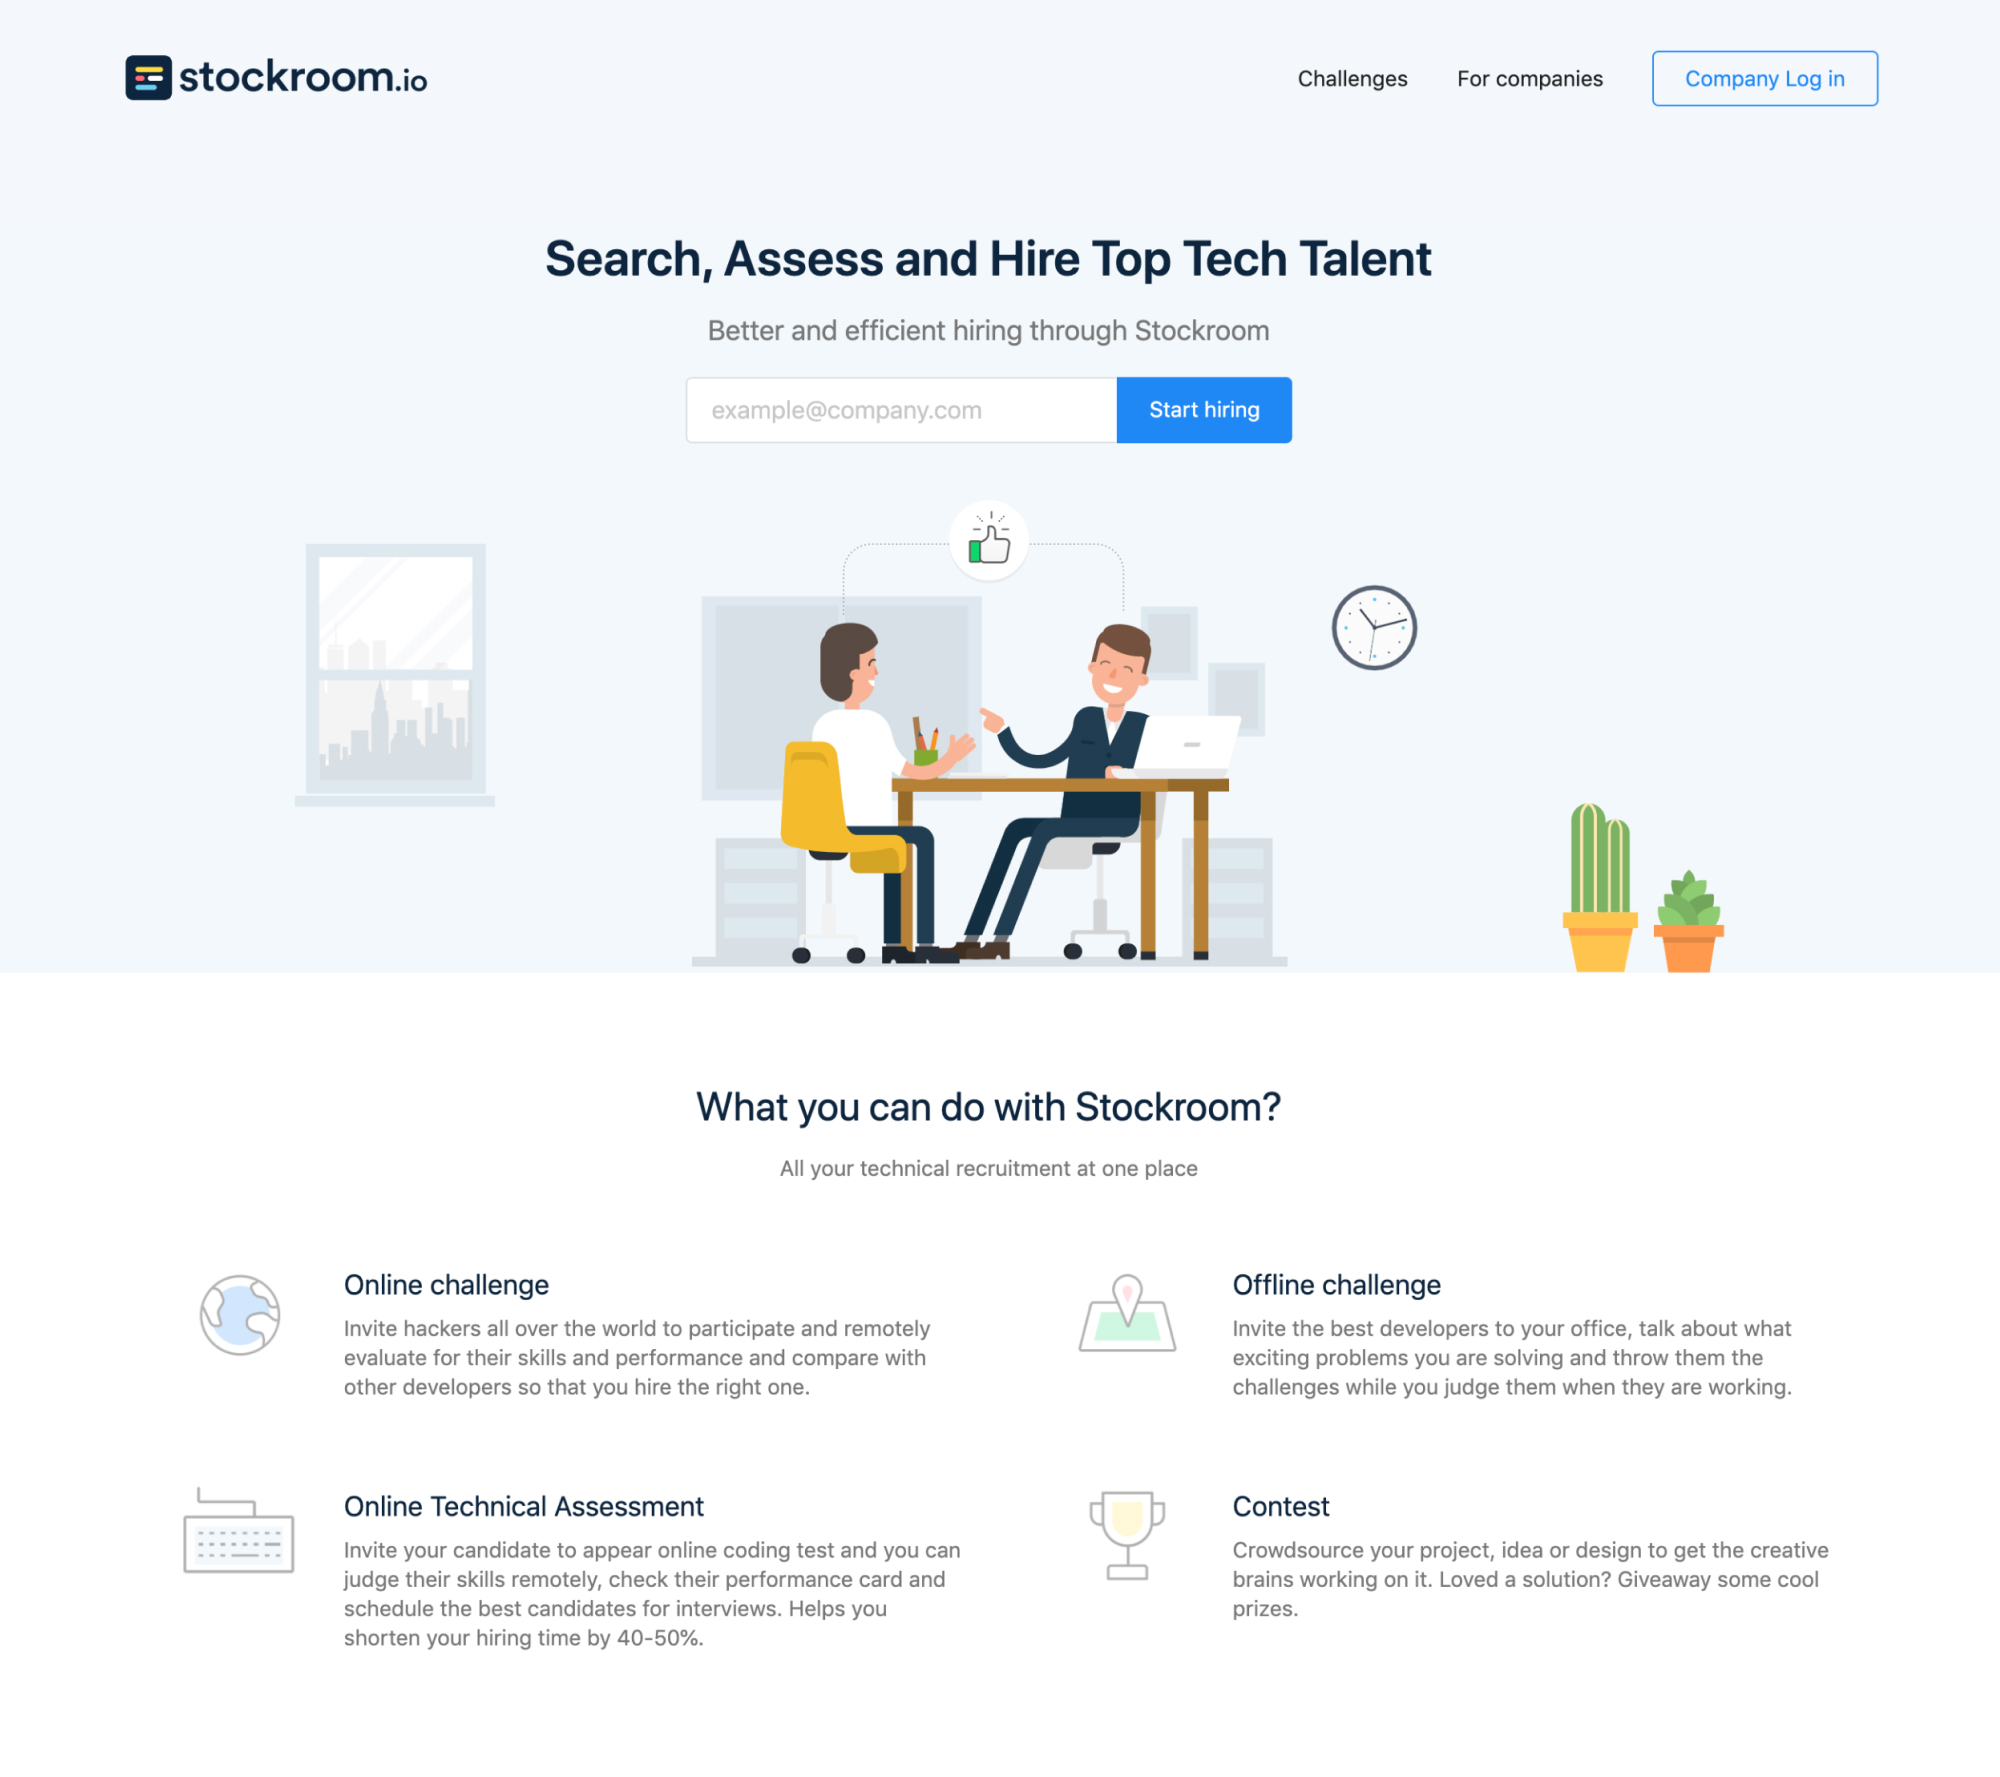 stockroom.io
Challenges
For companies
Company Log in
Search, Assess and Hire Top Tech Talent
Better and efficient hiring through Stockroom
example@company.com
Start hiring
What you can do with Stockroom?
All your technical recruitment at one place
Online challenge
Invite hackers all over the world to participate and remotely
evaluate for their skills and performance and compare with
other developers so that you hire the right one.
Offline challenge
Invite the best developers to your office, talk about what
exciting problems you are solving and throw them the
challenges while you judge them when they are working.
Online Technical Assessment
Invite your candidate to appear online coding test and you can
judge their skills remotely, check their performance card and
schedule the best candidates for interviews. Helps you
shorten your hiring time by 40-50%.
Contest
Crowdsource your project, idea or design to get the creative
brains working on it. Loved a solution? Giveaway some cool
prizes.